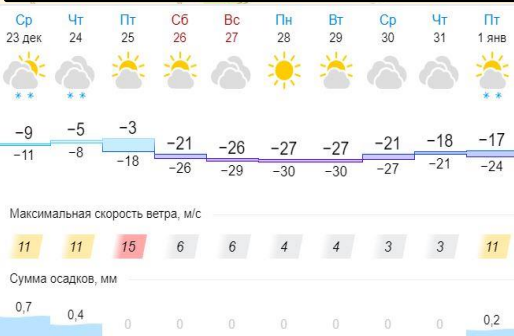 Ср Чт Пт Сб Вс Пн Вт Ср Чт Пт
23 дек 24 25 26 27 28 29 30 31 1 янв
−9 −5 −3 −21 −26 −27 −27 −21 −18 −17
−11 −8 −18 −26 −29 −30 −30 −27 −21 −24
Максимальная скорость ветра, м/с
11 11 15 6 6 4 4 3 3 11
Сумма осадков, мм
0,7 0,4 0 0 0 0 0 0 0 0,2